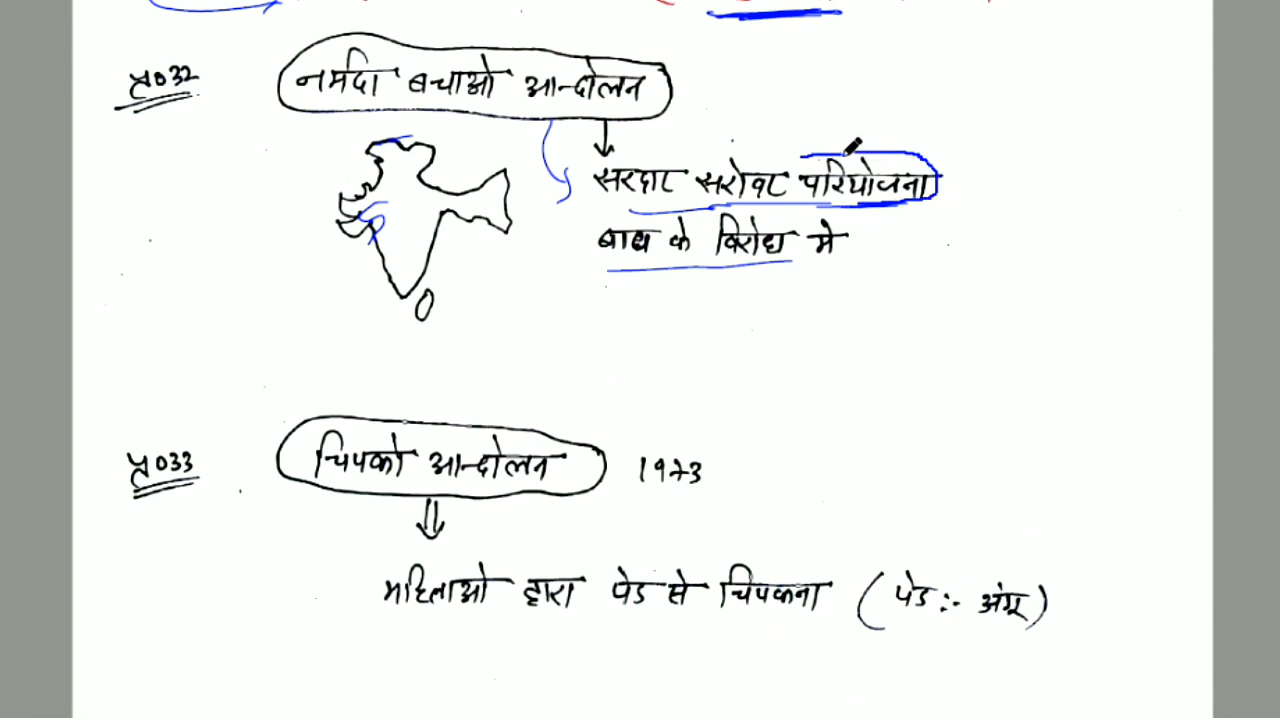 प्र032 नर्मदा बचाओ आन्दोलन
सरदार सरोवर परियोजना
बाध के विरोध मे
प्र033 चिपको आन्दोलन 1973
महिलाओ द्वारा पेड से चिपकना (पेड :- अंगू)